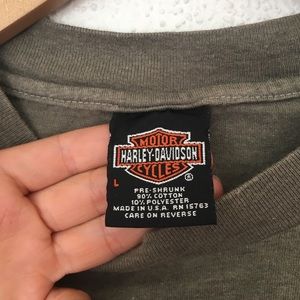 MOTOR
HARLEY-DAVIDSON
CYCLES
®
L
PRE-SHRUNK
90% COTTON
10% POLYESTER
MADE IN U.S.A. RN 15763
CARE ON REVERSE